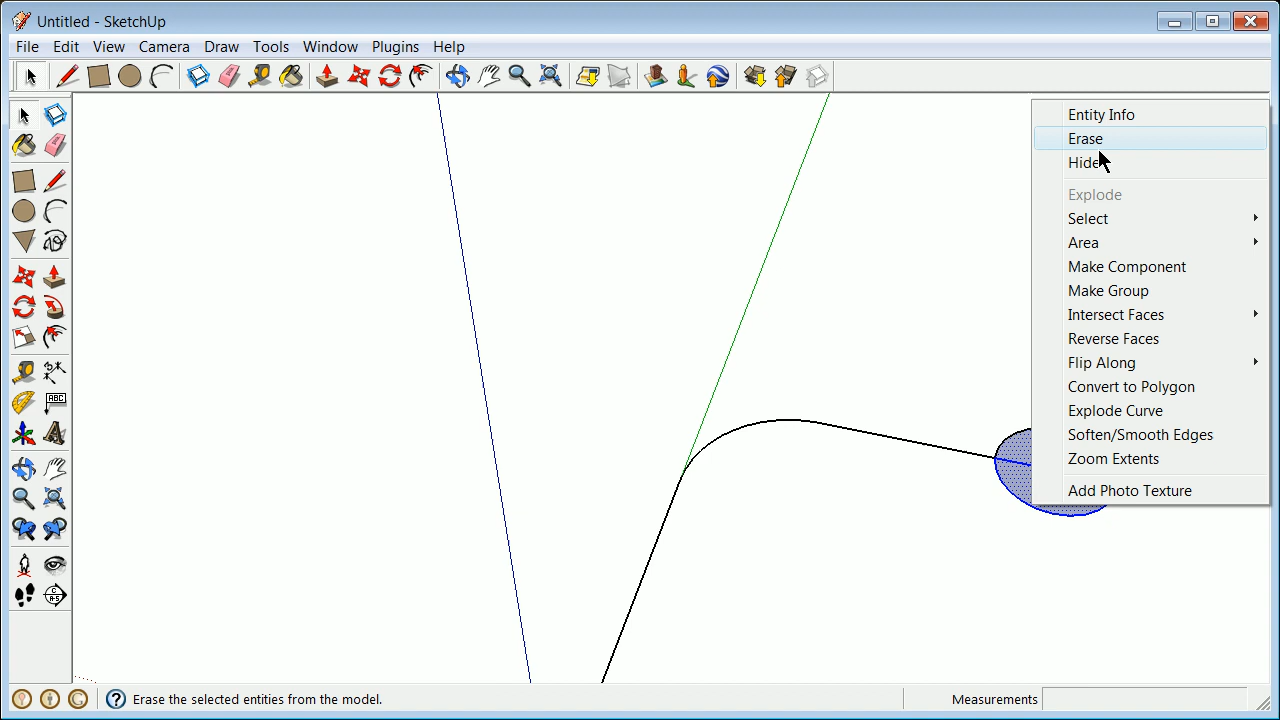 Untitled - SketchUp
File Edit View Camera Draw Tools Window Plugins Help
Entity Info
Erase
Hide
Explode
Select
Area
Make Component
Make Group
Intersect Faces
Reverse Faces
Flip Along
Convert to Polygon
Explode Curve
Soften/Smooth Edges
Zoom Extents
Add Photo Texture
ABC
Erase the selected entities from the model.
Measurements